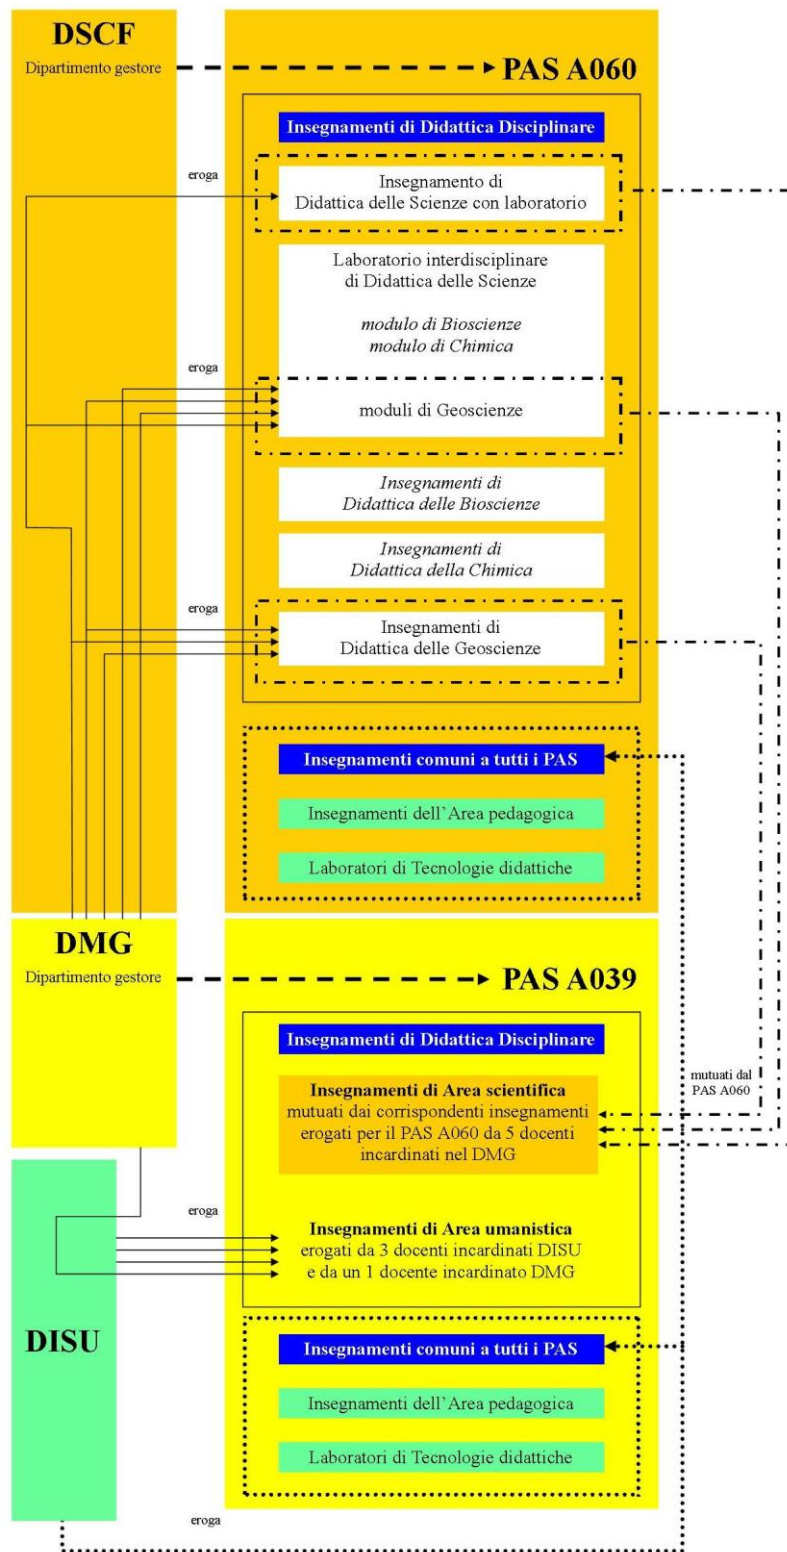 DSCF
Dipartimento gestore
PAS A060
Insegnamenti di Didattica Disciplinare
eroga
Insegnamento di
Didattica delle Scienze con laboratorio
Laboratorio interdisciplinare
di Didattica delle Scienze
modulo di Bioscienze
modulo di Chimica
eroga
moduli di Geoscienze
Insegnamenti di
Didattica delle Bioscienze
Insegnamenti di
Didattica della Chimica
eroga
Insegnamenti di
Didattica delle Geoscienze
Insegnamenti comuni a tutti i PAS
Insegnamenti dell'Area pedagogica
Laboratori di Tecnologie didattiche
DMG
Dipartimento gestore
PAS A039
Insegnamenti di Didattica Disciplinare
mutuati dal
PAS A060
Insegnamenti di Area scientifica
mutuati dai corrispondenti insegnamenti
erogati per il PAS A060 da 5 docenti
incardinati nel DMG
eroga
Insegnamenti di Area umanistica
erogati da 3 docenti incardinati DISU
e da un 1 docente incardinato DMG
DISU
Insegnamenti comuni a tutti i PAS
Insegnamenti dell'Area pedagogica
Laboratori di Tecnologie didattiche
eroga